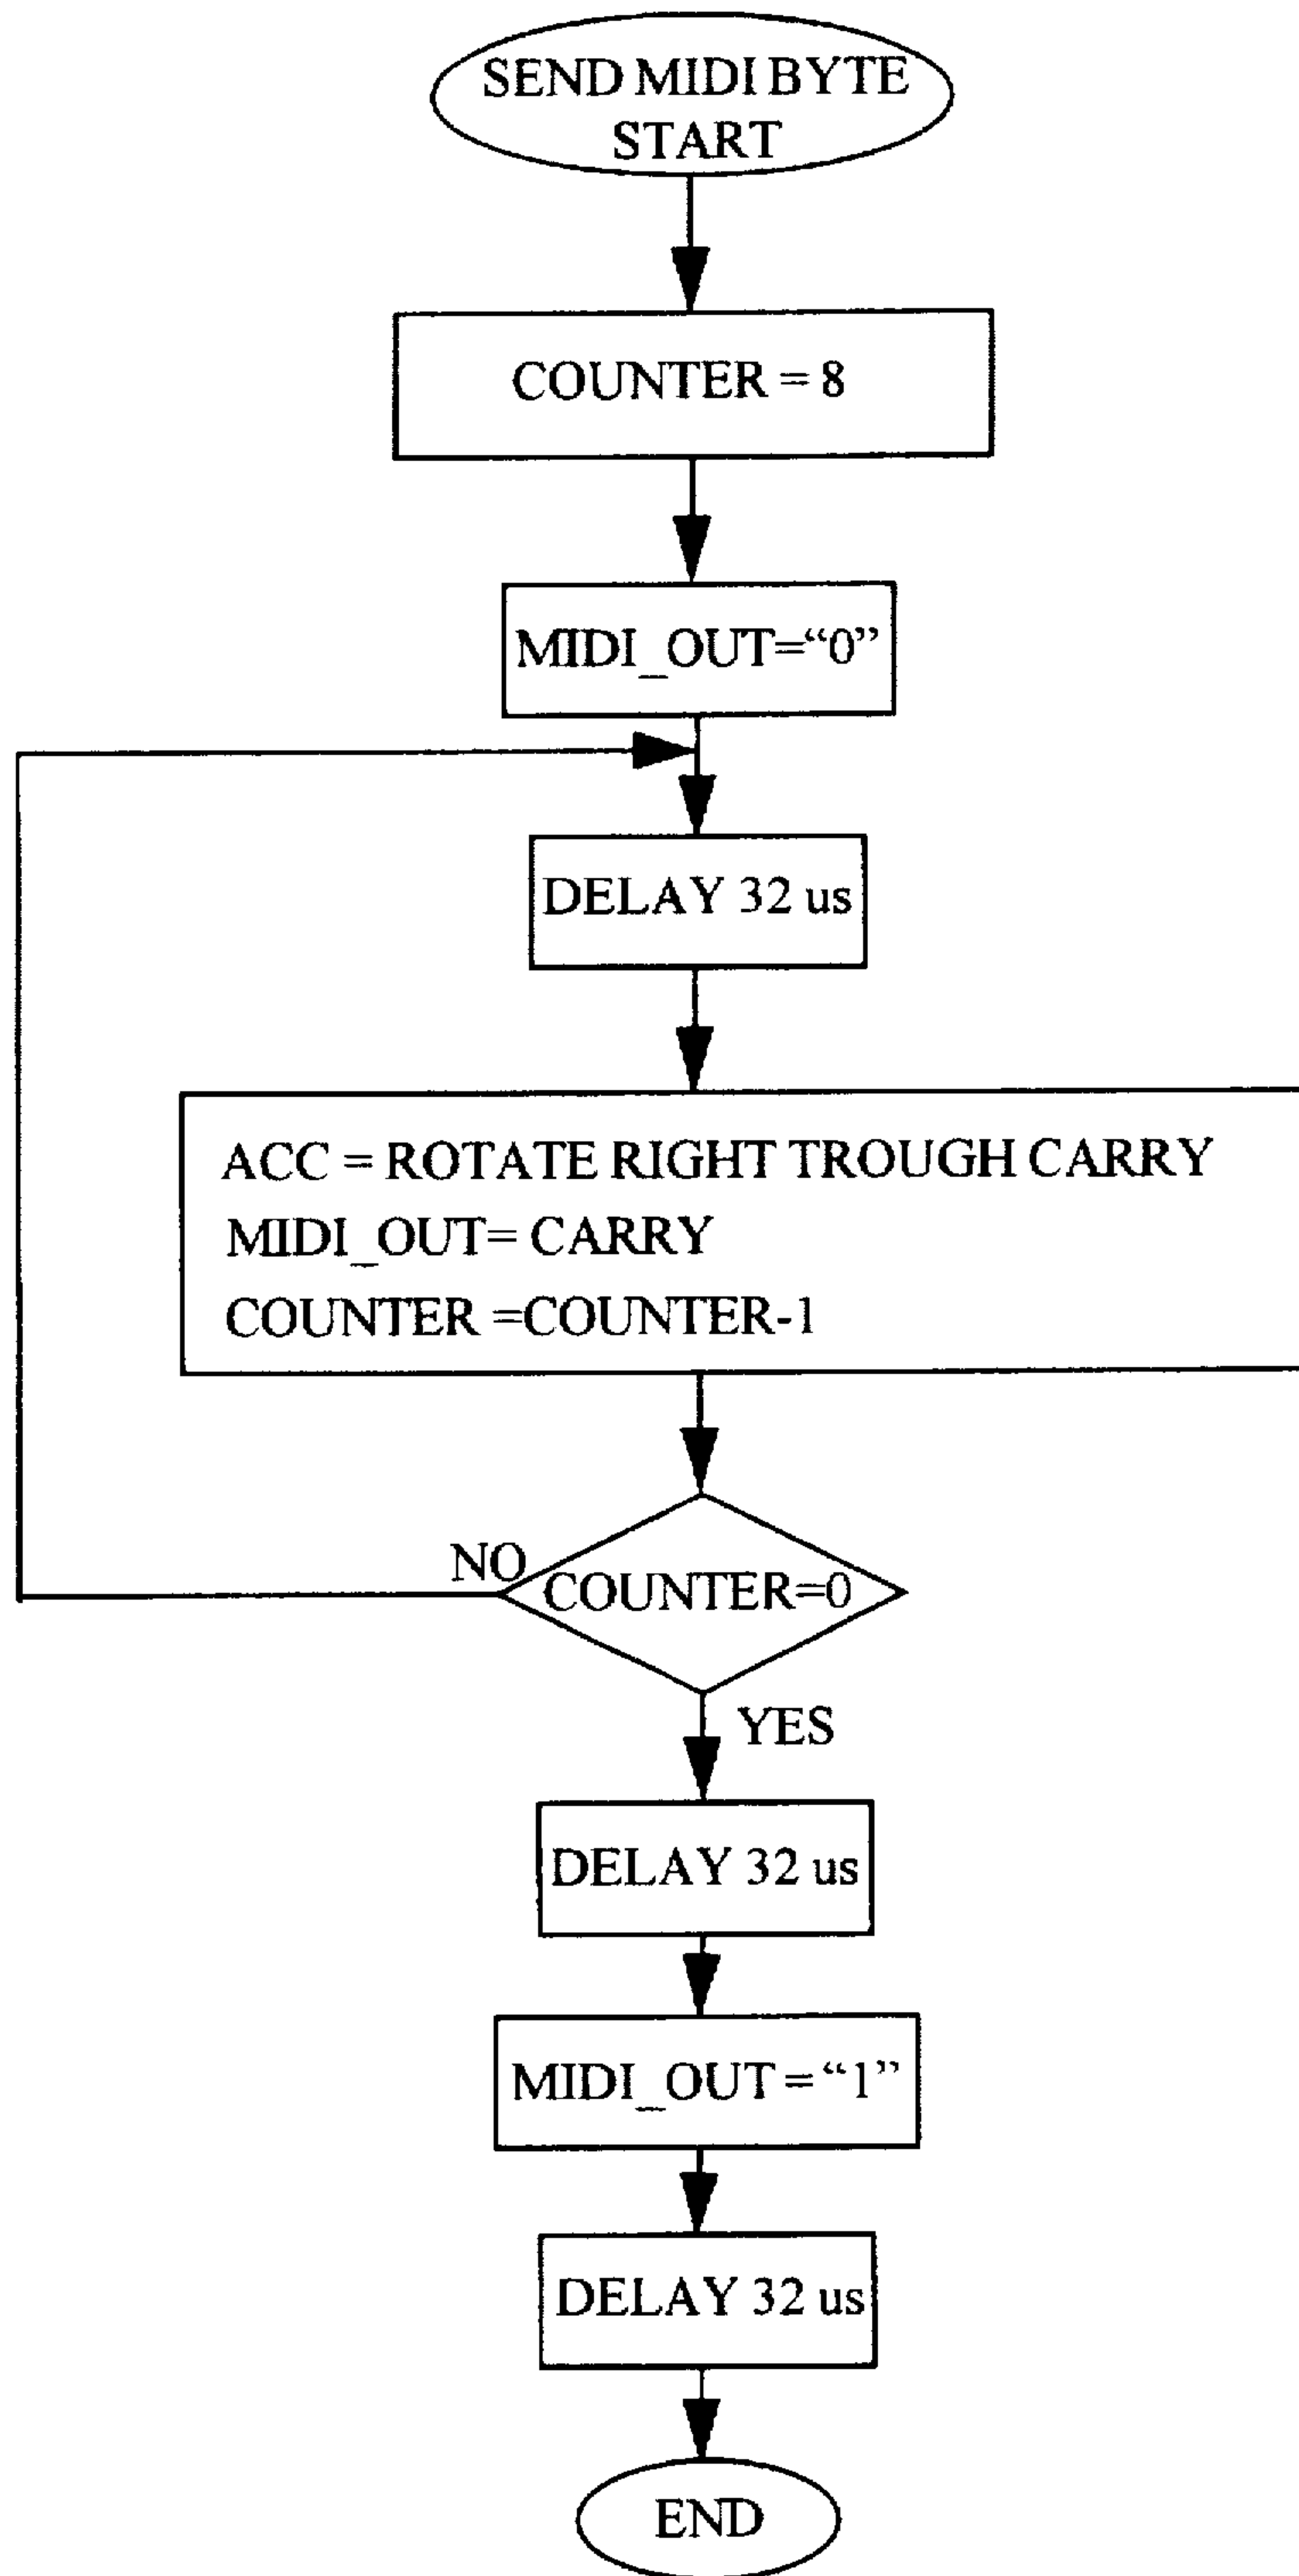 SEND MIDI BYTE
START
COUNTER = 8
MIDI_OUT=“0”
DELAY 32 us
ACC = ROTATE RIGHT TROUGH CARRY
MIDI_OUT= CARRY
COUNTER =COUNTER-1
NO
COUNTER=0
YES
DELAY 32 us
MIDI_OUT = “1”
DELAY 32 us
END